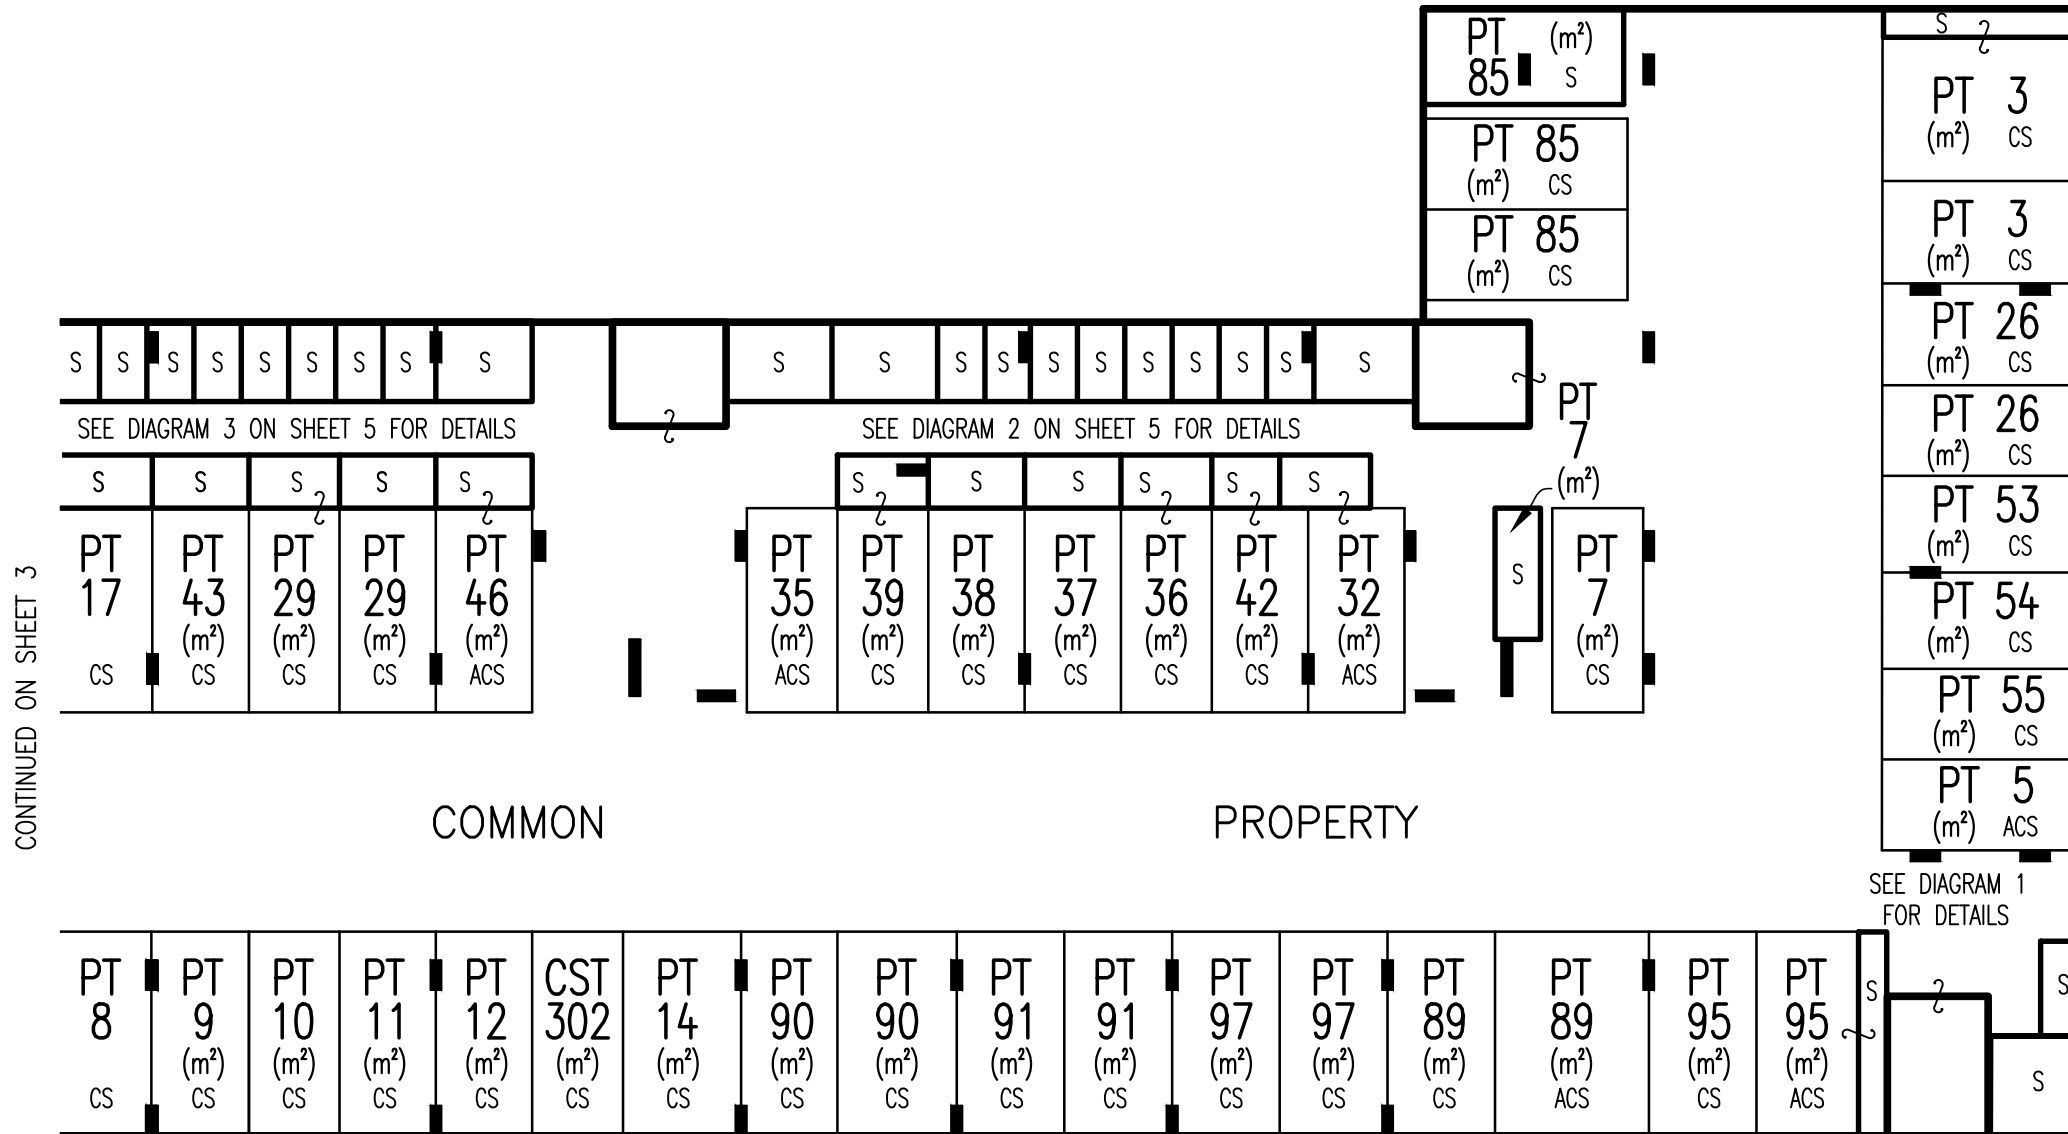 PT (m²)
85 S
PT 85
(m²) CS
PT 85
(m²) CS
S
PT 3
(m²) CS
PT 3
(m²) CS
PT 26
(m²) CS
PT 26
(m²) CS
PT 53
(m²) CS
PT 54
(m²) CS
PT 55
(m²) CS
PT 5
(m²) ACS
SEE DIAGRAM 1
FOR DETAILS
S S S S S S S S S
S S S S S S S S S S S
SEE DIAGRAM 3 ON SHEET 5 FOR DETAILS
SEE DIAGRAM 2 ON SHEET 5 FOR DETAILS
PT
7
(m²)
S
S S S S S
S S S S S S
PT
17
CS
PT
43
(m²)
CS
PT
29
(m²)
CS
PT
29
(m²)
CS
PT
46
(m²)
ACS
PT
35
(m²)
ACS
PT
39
(m²)
CS
PT
38
(m²)
CS
PT
37
(m²)
CS
PT
36
(m²)
CS
PT
42
(m²)
CS
PT
32
(m²)
ACS
PT
7
(m²)
CS
CONTINUED ON SHEET 3
COMMON PROPERTY
PT
8
CS
PT
9
(m²)
CS
PT
10
(m²)
CS
PT
11
(m²)
CS
PT
12
(m²)
CS
CST
302
(m²)
CS
PT
14
(m²)
CS
PT
90
(m²)
CS
PT
90
(m²)
CS
PT
91
(m²)
CS
PT
91
(m²)
CS
PT
97
(m²)
CS
PT
97
(m²)
CS
PT
89
(m²)
CS
PT
89
(m²)
ACS
PT
95
(m²)
CS
PT
95
(m²)
ACS
S
S
S